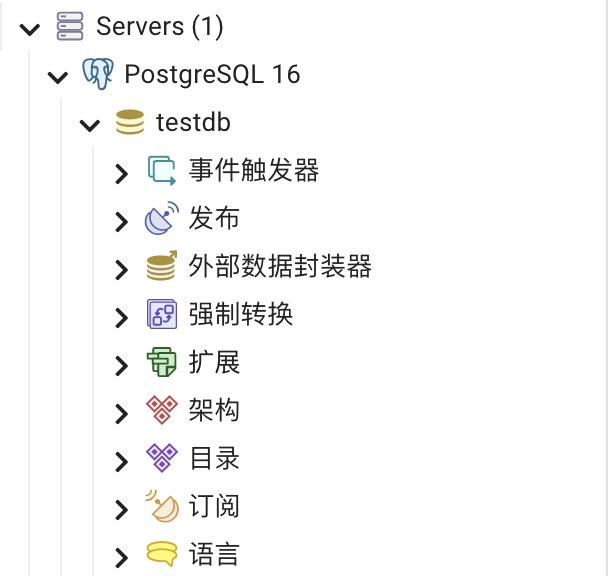 Servers (1)
PostgreSQL 16
testdb
事件触发器
发布
外部数据封装器
强制转换
扩展
架构
目录
订阅
语言